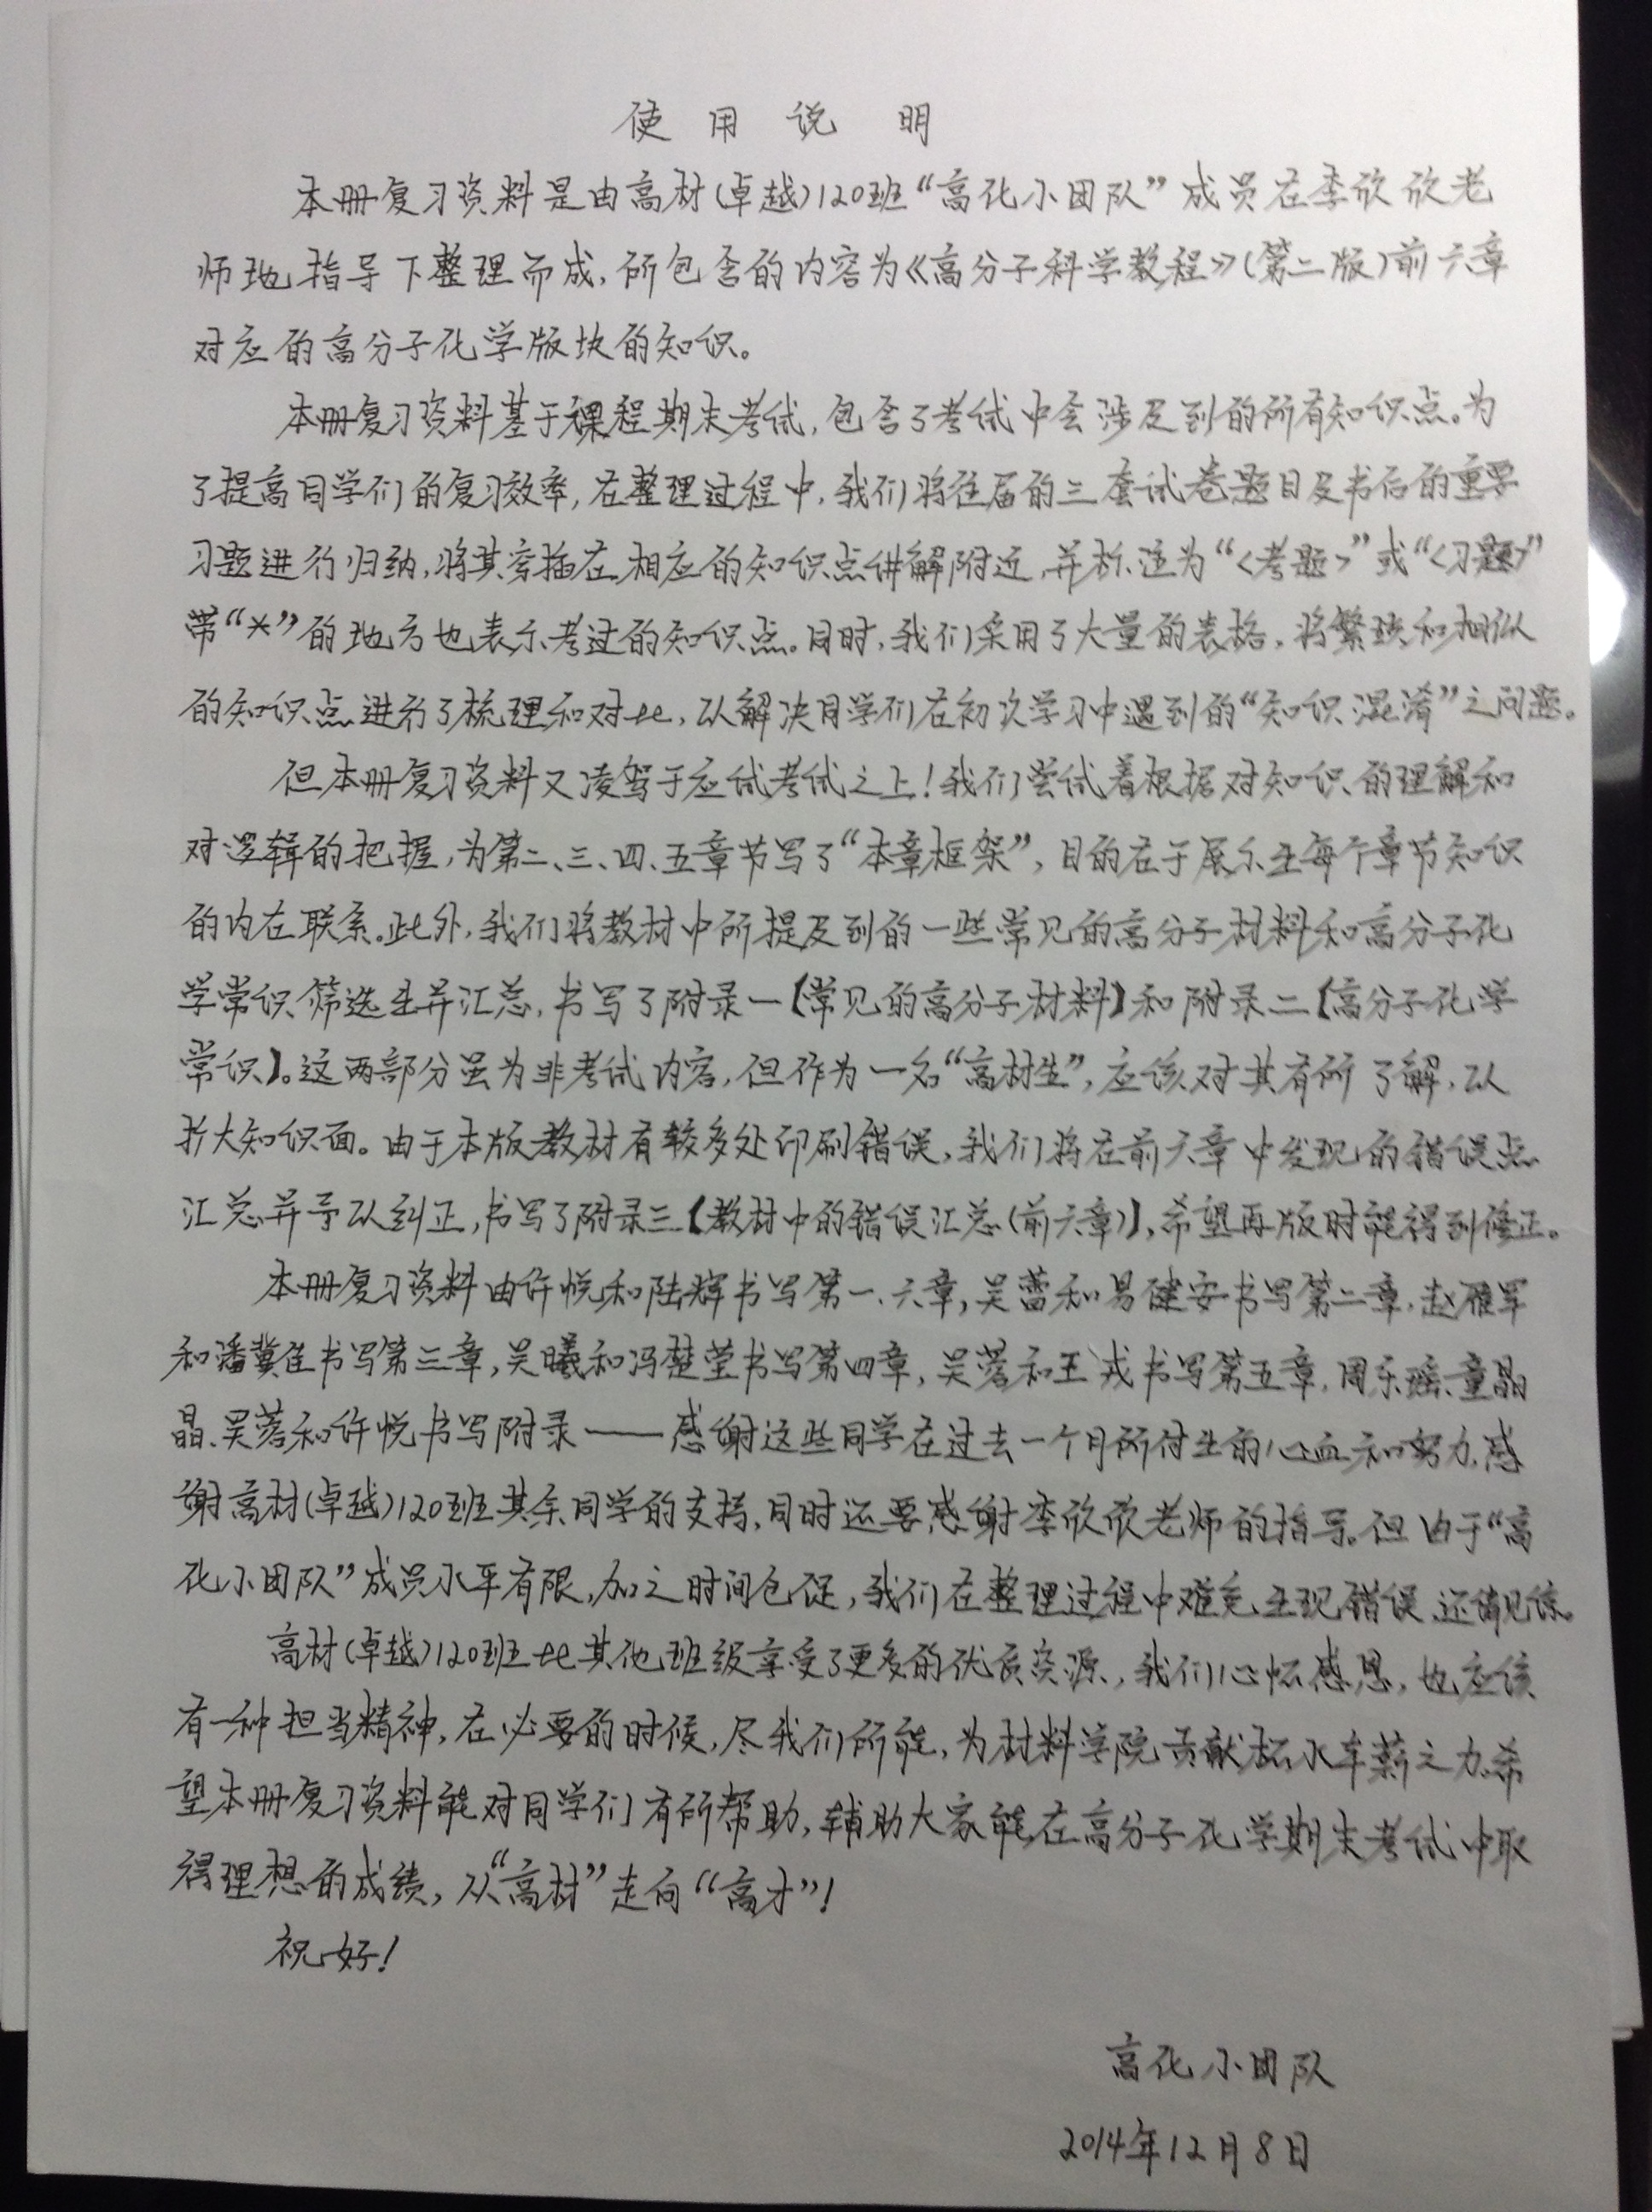 使用说明
本册复习资料是由高材(卓越)120班“高化小团队”成员在李欣欣老
师地指导下整理而成,所包含的内容为《高分子科学教程》(第二版)前六章
对应的高分子化学版块的知识。
本册复习资料基于课程期末考试,包含了考试中会涉及到的所有知识点。为
了提高同学们的复习效率,在整理过程中,我们将往届的三套试卷题目及书后的重要
习题进行归纳,将其穿插在相应的知识点讲解附近,并标注为“<考题>”或“<习题>”
带“*”的地方也表示考过的知识点。同时,我们采用了大量的表格,将繁琐和相似
的知识点进行了梳理和对比,以解决同学们在初次学习中遇到的“知识混淆”之问题。
但本册复习资料又凌驾于应试考试之上!我们尝试着根据对知识的理解和
对逻辑的把握,为第二、三、四、五章节写了“本章框架”,目的在于展示出每个章节知识
的内在联系。此外,我们将教材中所提及到的一些常见的高分子材料和高分子化
学常识筛选出并汇总,书写了附录一【常见的高分子材料】和附录二【高分子化学
常识】。这两部分虽为非考试内容,但作为一名“高材生”,应该对其有所了解,以
扩大知识面。由于本版教材有较多处印刷错误,我们将在前六章中发现的错误点
汇总并予以纠正,书写了附录三【教材中的错误汇总(前六章)】,希望再版时能得到修正。
本册复习资料由许悦和陆辉书写第一、六章,吴蕾和易健安书写第二章,赵雁军
和潘冀佳书写第三章,吴曦和冯楚莹书写第四章,吴蓉和王戎书写第五章,周乐瑶、童晶
晶、吴蓉和许悦书写附录——感谢这些同学在过去一个月所付出的心血和努力,感
谢高材(卓越)120班其余同学的支持,同时还要感谢李欣欣老师的指导。但由于“高
化小团队”成员水平有限,加之时间仓促,我们在整理过程中难免出现错误,还请见谅。
高材(卓越)120班比其他班级享受了更多的优质资源,我们心怀感恩,也应该
有一种担当精神,在必要的时候,尽我们所能,为材料学院贡献杯水车薪之力。希
望本册复习资料能对同学们有所帮助,辅助大家能在高分子化学期末考试中取
得理想的成绩,从“高材”走向“高才”!
祝好!
高化小团队
2014年12月8日